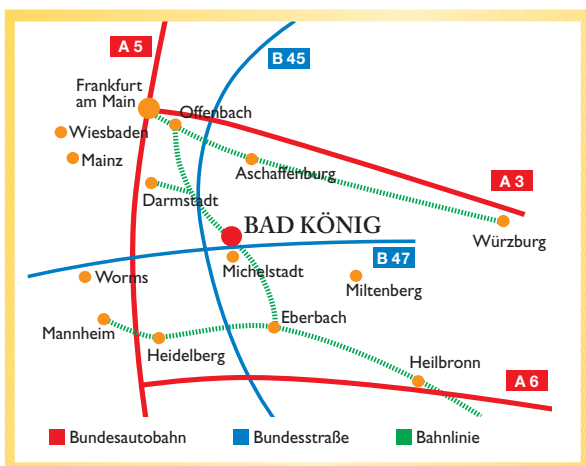 A 5
B 45
Frankfurt
am Main
Offenbach
Wiesbaden
Mainz
Aschaffenburg
A 3
Darmstadt
BAD KÖNIG
Würzburg
B 47
Michelstadt
Worms
Miltenberg
Eberbach
Mannheim
Heidelberg
Heilbronn
A 6
Bundesautobahn
Bundesstraße
Bahnlinie